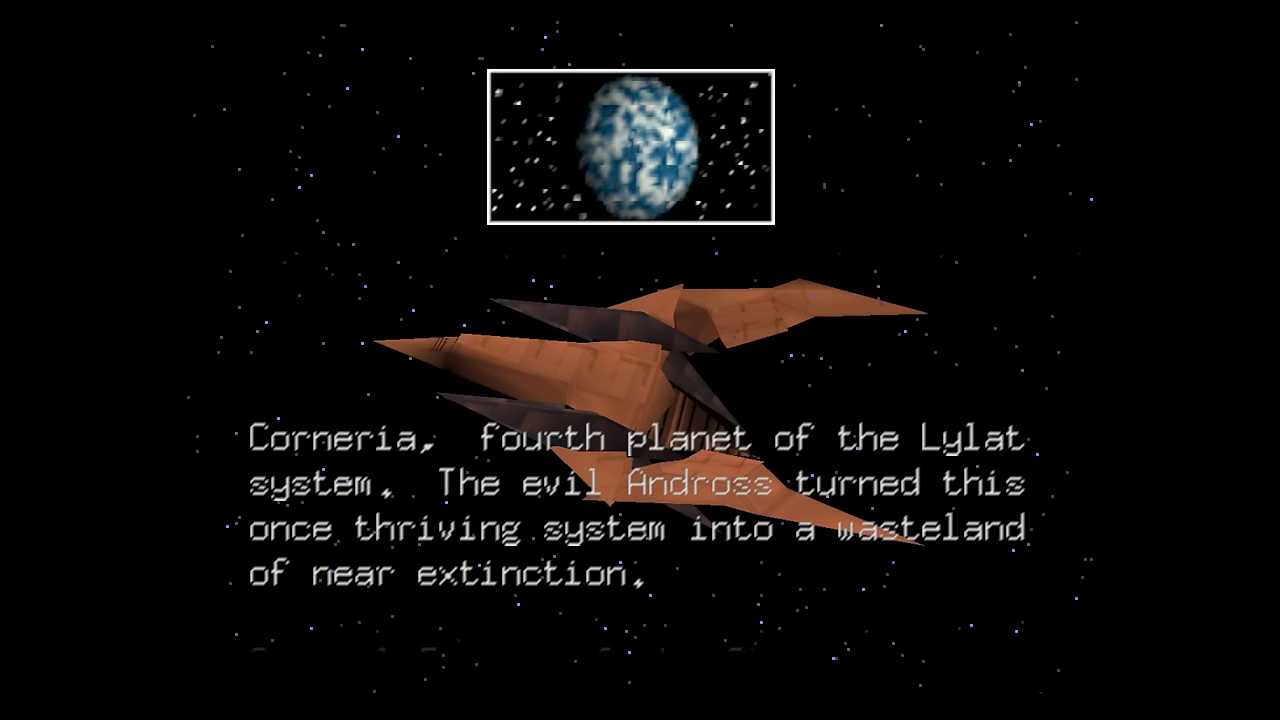 Corneria, fourth planet of the Lylat
system. The evil Andross turned this
once thriving system into a wasteland
of near extinction.